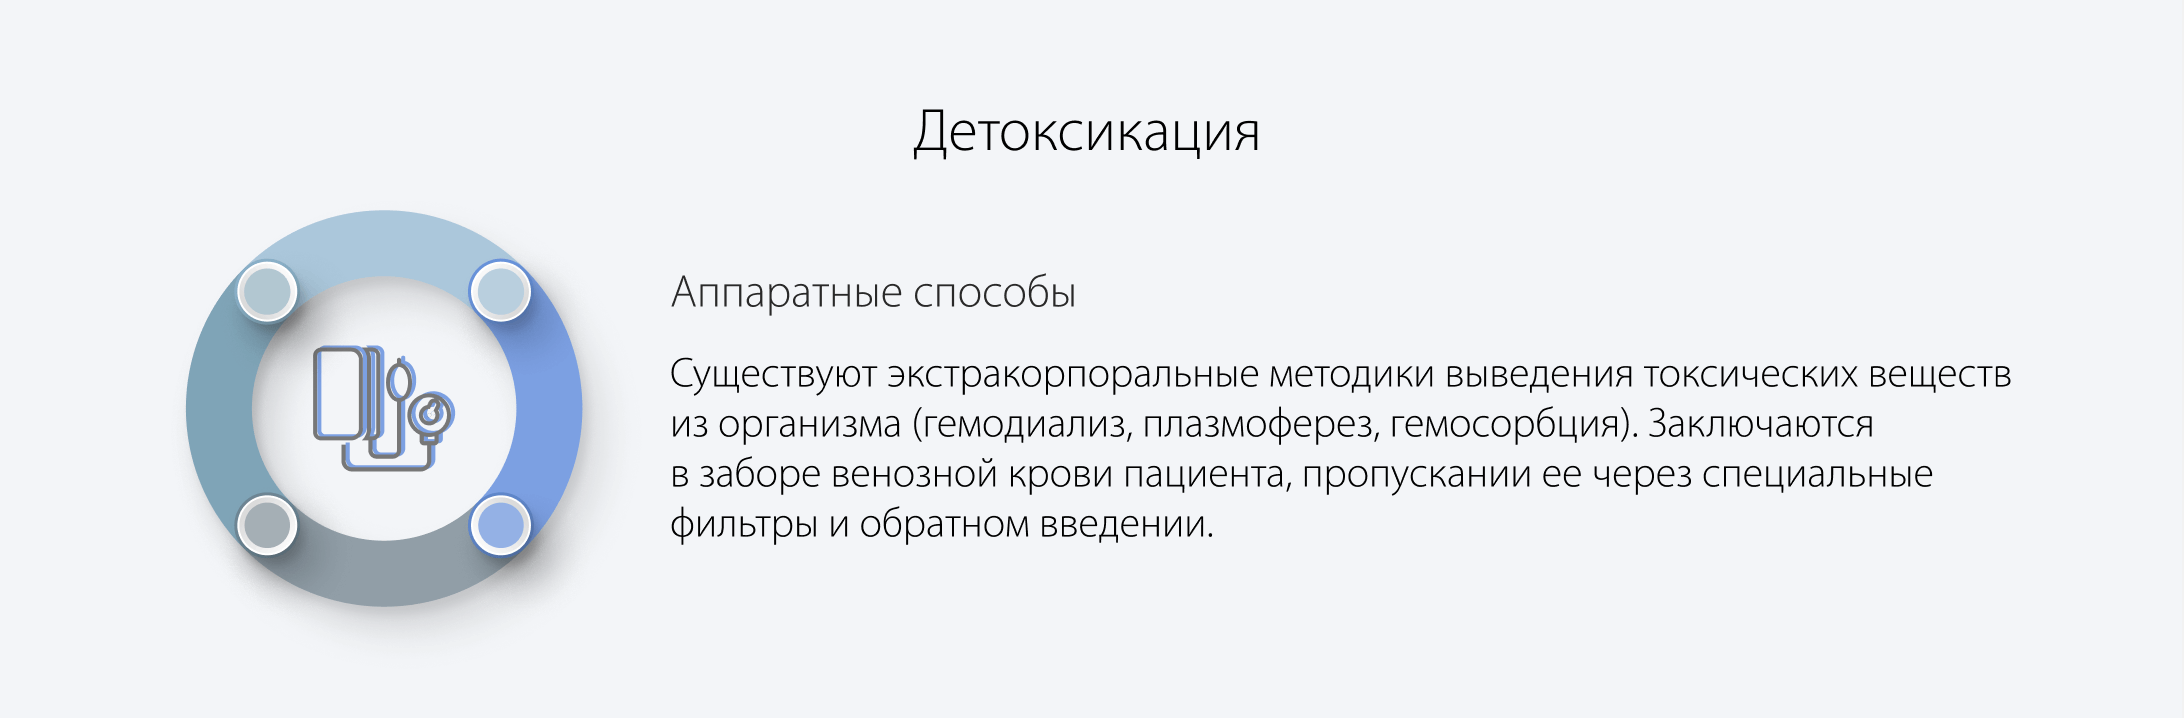 Детоксикация
Аппаратные способы
Существуют экстракорпоральные методики выведения токсических веществ
из организма (гемодиализ, плазмоферез, гемосорбция). Заключаются
в заборе венозной крови пациента, пропускании ее через специальные
фильтры и обратном введении.